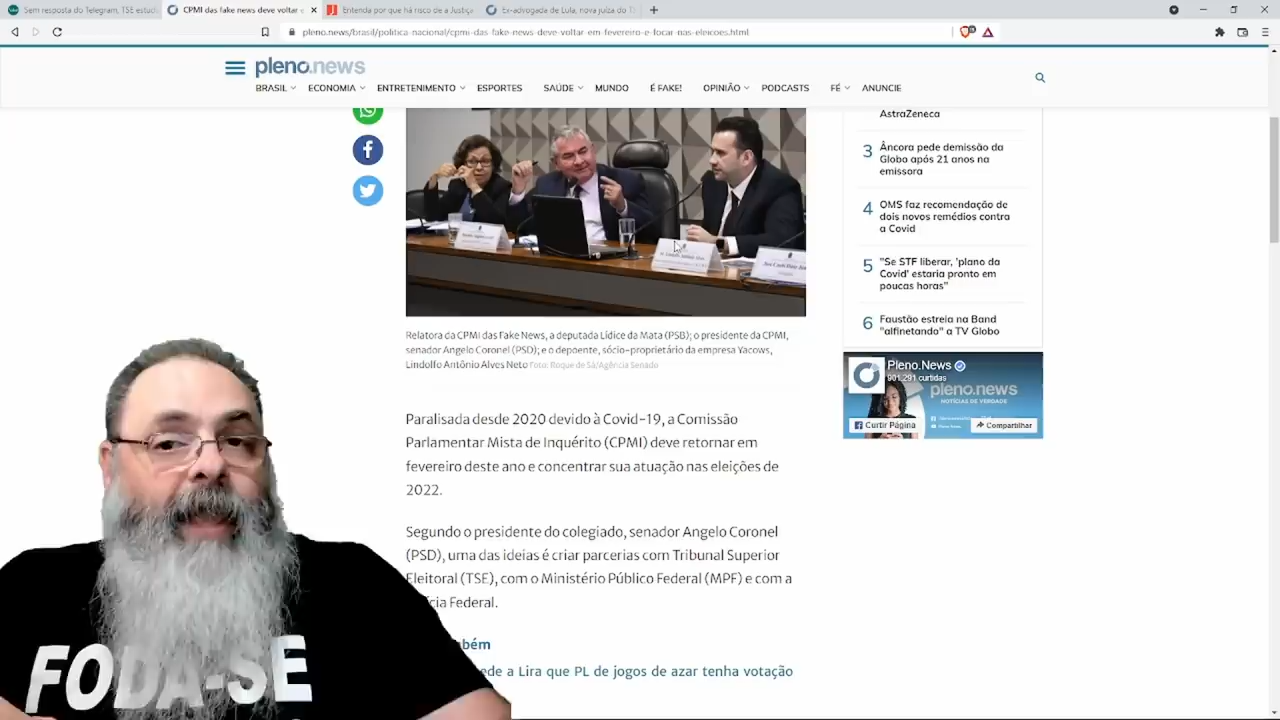 Sem resposta do Telegram, TSE estud
CPMI das fake news deve voltar e
Entenda por que há risco de a Justiça
Ex-advogada de Lula, nova juíza do T
pleno.news/brasil/politica-nacional/cpmi-das-fake-news-deve-voltar-em-fevereiro-e-focar-nas-eleicoes.html
pleno.news
BRASIL ECONOMIA ENTRETENIMENTO ESPORTES SAÚDE MUNDO É FAKE! OPINIÃO PODCASTS FÉ ANUNCIE
AstraZeneca
3 Âncora pede demissão da
Globo após 21 anos na
emissora
4 OMS faz recomendação de
dois novos remédios contra
a Covid
5 "Se STF liberar, 'plano da
Covid' estaria pronto em
poucas horas"
6 Faustão estreia na Band
"alfinetando" a TV Globo
Relatora da CPMI das Fake News, a deputada Lídice da Mata (PSB); o presidente da CPMI,
senador Angelo Coronel (PSD); e o depoente, sócio-proprietário da empresa Yacows,
Lindolfo Antônio Alves Neto Foto: Roque de Sá/Agência Senado
Pleno.News
901.291 curtidas
pleno.news
NOTÍCIAS DE VERDADE
Curtir Página
Compartilhar
Paralisada desde 2020 devido à Covid-19, a Comissão
Parlamentar Mista de Inquérito (CPMI) deve retornar em
fevereiro deste ano e concentrar sua atuação nas eleições de
2022.
Segundo o presidente do colegiado, senador Angelo Coronel
(PSD), uma das ideias é criar parcerias com Tribunal Superior
Eleitoral (TSE), com o Ministério Público Federal (MPF) e com a
ícia Federal.
bém
ede a Lira que PL de jogos de azar tenha votação
FODA-SE